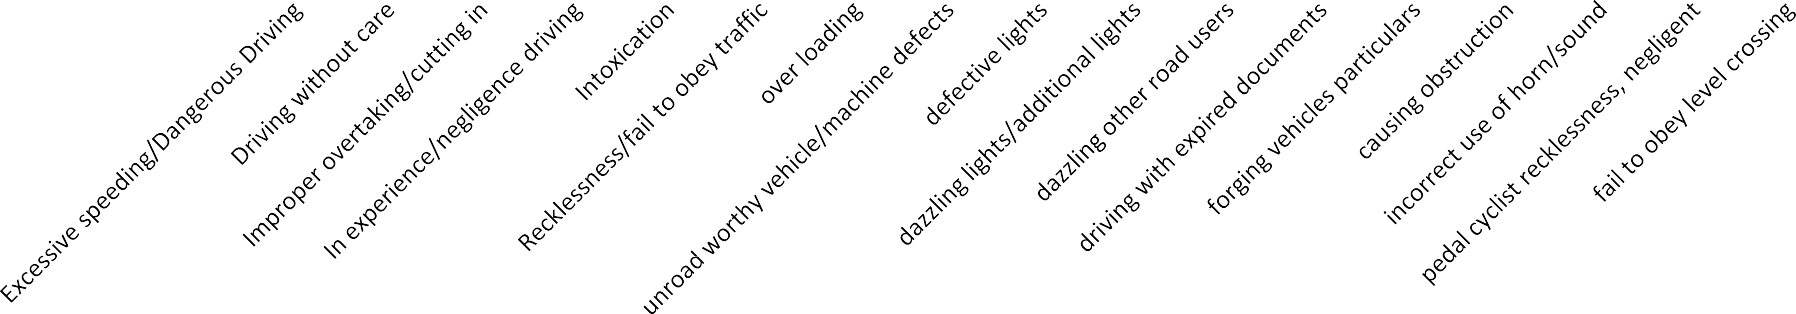 Excessive speeding/Dangerous Driving
Driving without care
Improper overtaking/cutting in
In experience/negligence driving
Intoxication
Recklessness/fail to obey traffic
over loading
unroad worthy vehicle/machine defects
defective lights
dazzling lights/additional lights
dazzling other road users
driving with expired documents
forging vehicles particulars
causing obstruction
incorrect use of horn/sound
pedal cyclist recklessness, negligent
fail to obey level crossing